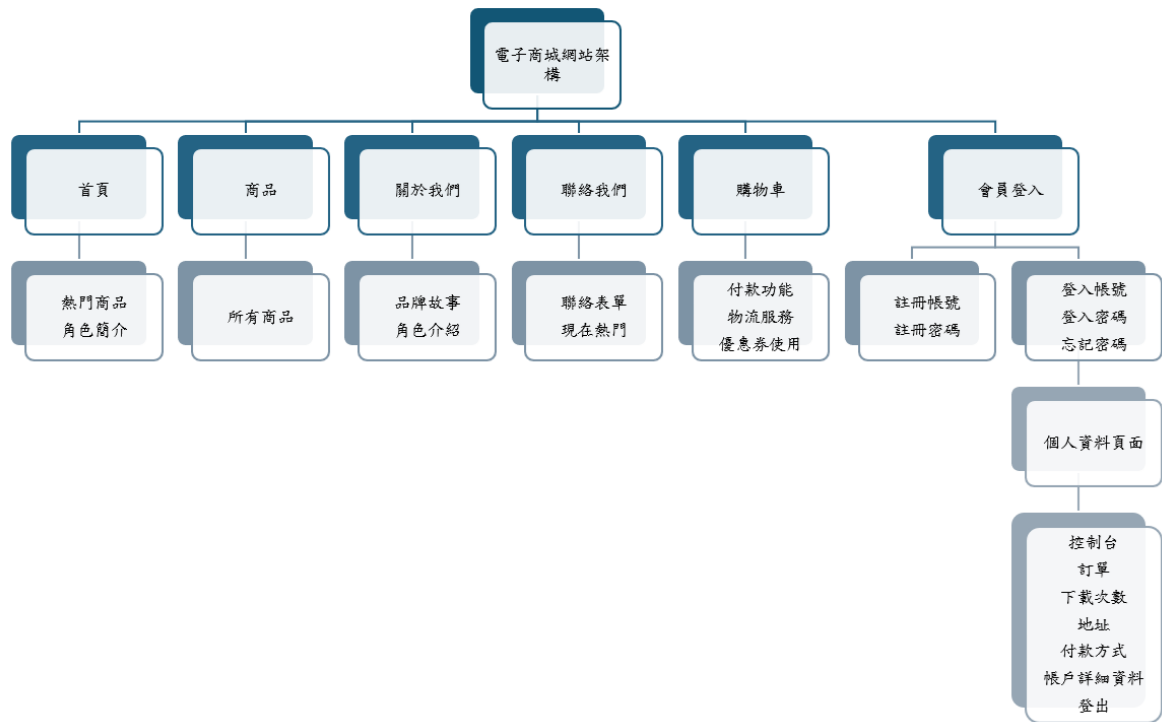 電子商城網站架
構
首頁
商品
關於我們
聯絡我們
購物車
會員登入
熱門商品
角色簡介
所有商品
品牌故事
角色介紹
聯絡表單
現在熱門
付款功能
物流服務
優惠券使用
註冊帳號
註冊密碼
登入帳號
登入密碼
忘記密碼
個人資料頁面
控制台
訂單
下載次數
地址
付款方式
帳戶詳細資料
登出